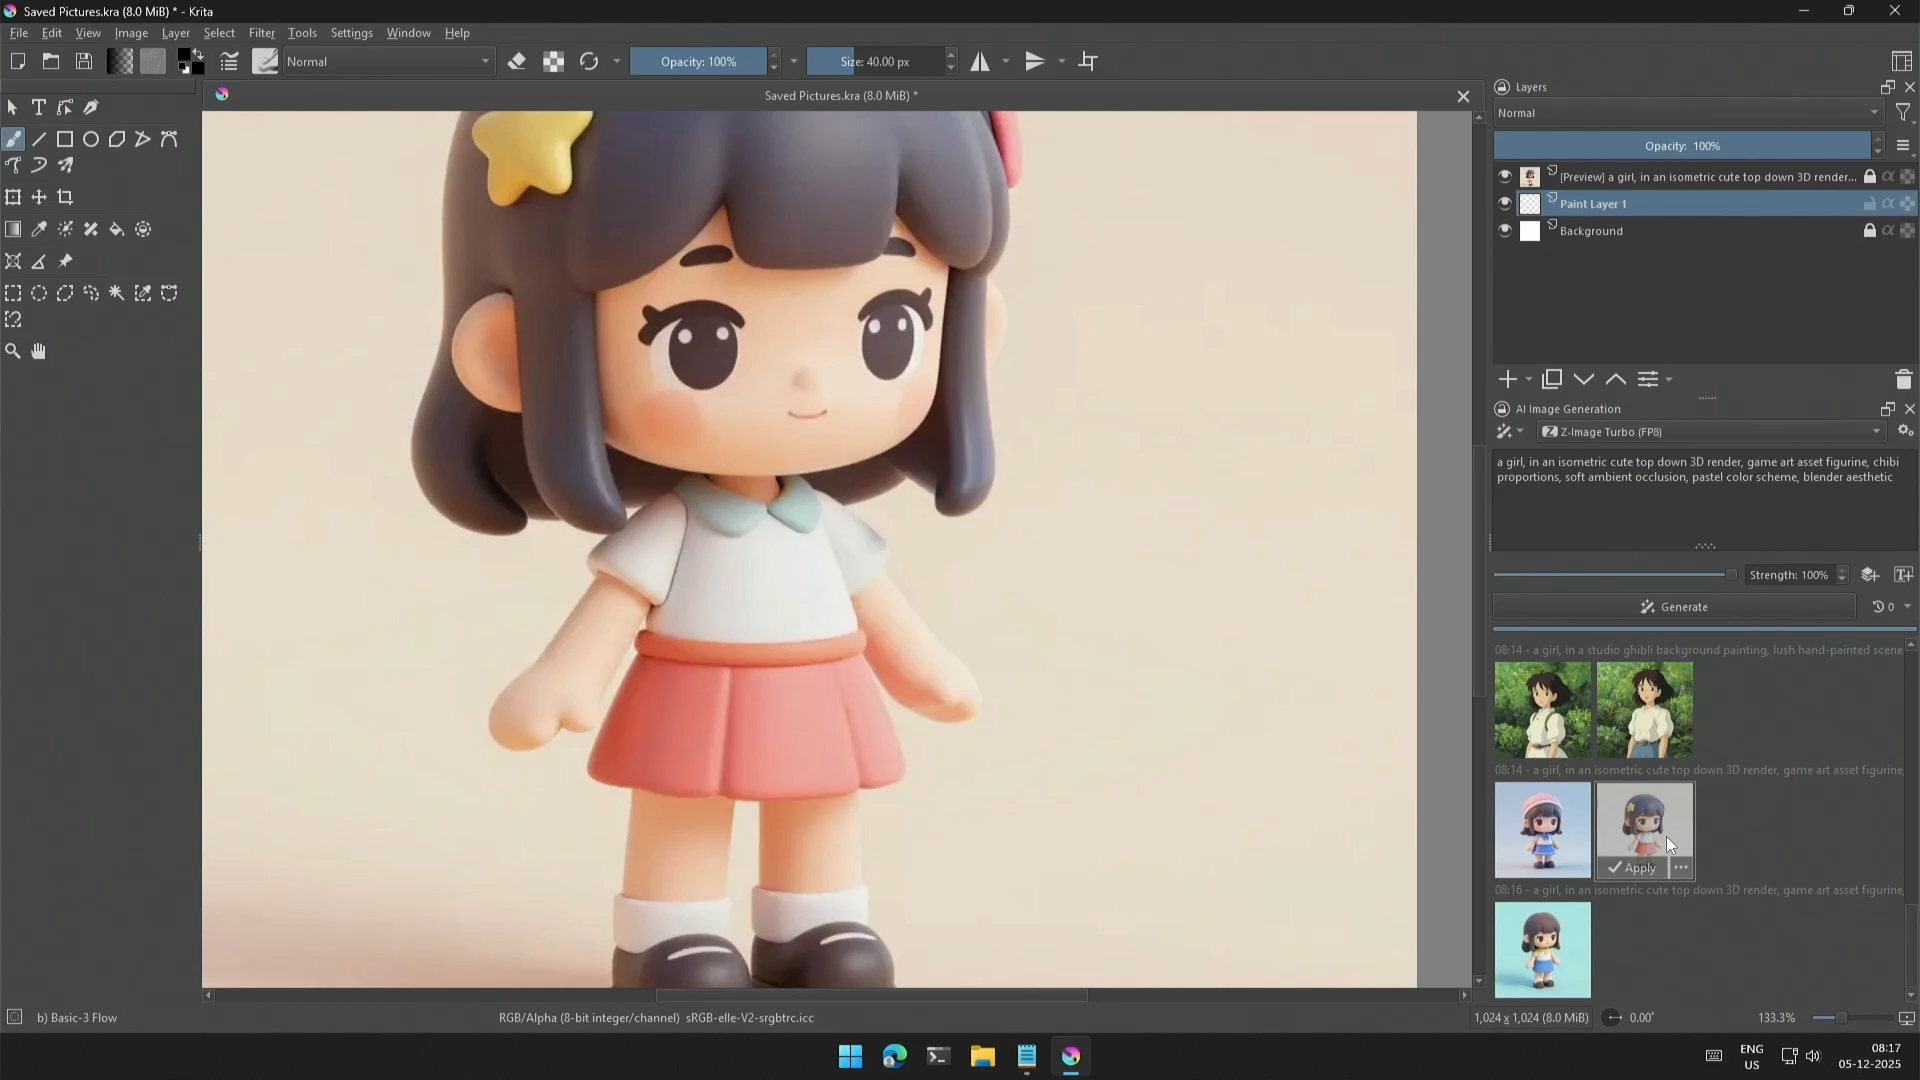 Saved Pictures.kra (8.0 MiB) * - Krita
File Edit View Image Layer Select Filter Tools Settings Window Help
Normal
Opacity: 100%
Size: 40.00 px
Saved Pictures.kra (8.0 MiB) *
Layers
Normal
Opacity: 100%
[Preview] a girl, in an isometric cute top down 3D render...
Paint Layer 1
Background
AI Image Generation
Z-Image Turbo (FP8)
a girl, in an isometric cute top down 3D render, game art asset figurine, chibi
proportions, soft ambient occlusion, pastel color scheme, blender aesthetic
Strength: 100%
Generate
0
08:14 - a girl, in a studio ghibli background painting, lush hand-painted scene
08:14 - a girl, in an isometric cute top down 3D render, game art asset figurine,
Apply
08:16 - a girl, in an isometric cute top down 3D render, game art asset figurine,
b) Basic-3 Flow
RGB/Alpha (8-bit integer/channel) sRGB-elle-V2-srgbtrc.icc
1,024 x 1,024 (8.0 MiB)
0.00°
133.3%
ENG
US
08:17
05-12-2025